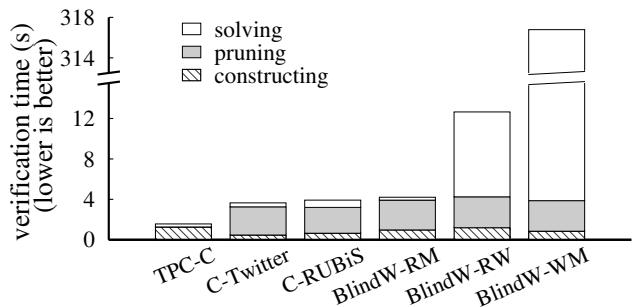 318
314
12
8
4
0
verification time (s)
(lower is better)
solving
pruning
constructing
TPC-C
C-Twitter
C-RUBiS
BlindW-RM
BlindW-RW
BlindW-WM